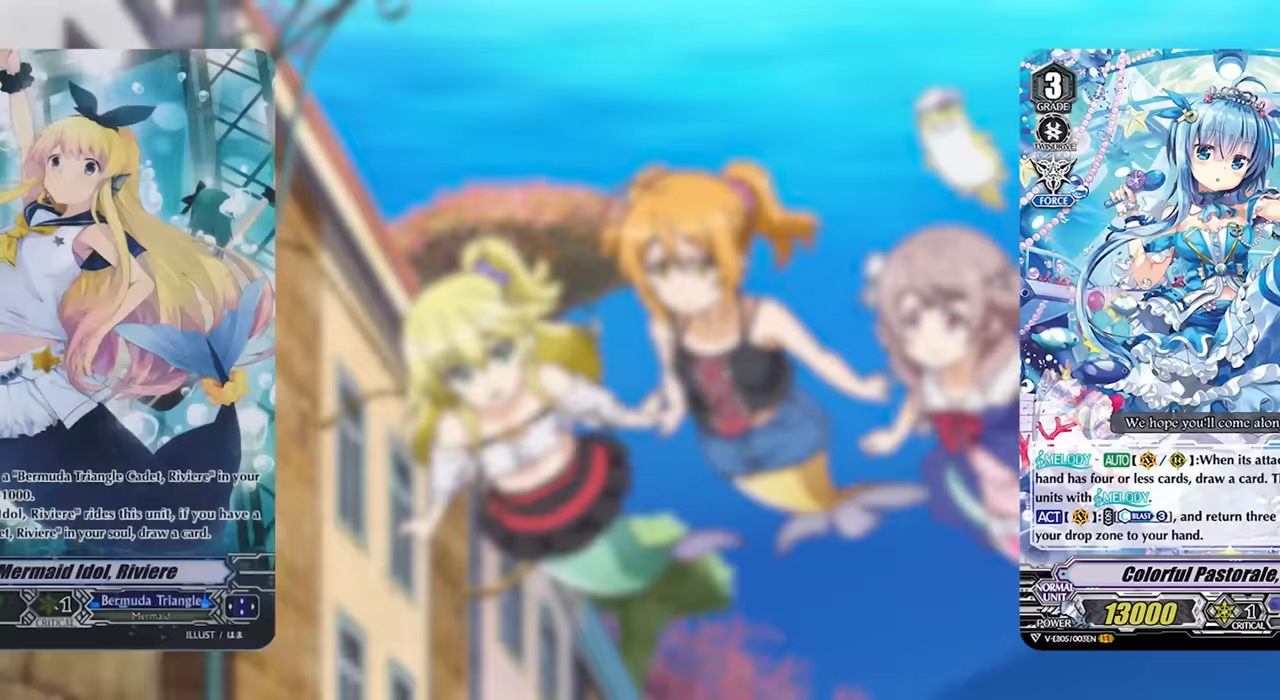 a "Bermuda Triangle Cadet, Riviere" in your
1000.
Idol, Riviere" rides this unit, if you have a
et, Riviere" in your soul, draw a card.
Mermaid Idol, Riviere
1
CRITICAL
Bermuda Triangle
Mermaid
ILLUST / はま
3
GRADE
TWINDRIVE
FORCE
We hope you'll come alon
MELODY - AUTO [ / ]:When its attac
hand has four or less cards, draw a card. T
units with MELODY.
ACT [ ]: [ BLAST 3], and return three
your drop zone to your hand.
Colorful Pastorale,
NORMAL
UNIT
POWER
13000
1
CRITICAL
V-EB05/003EN